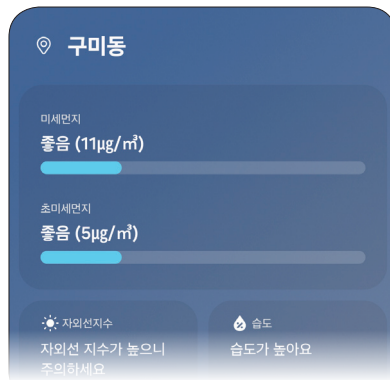 구미동
미세먼지
좋음 (11μg/㎥)
초미세먼지
좋음 (5μg/㎥)
자외선지수
습도
자외선 지수가 높으니
습도가 높아요
주의하세요